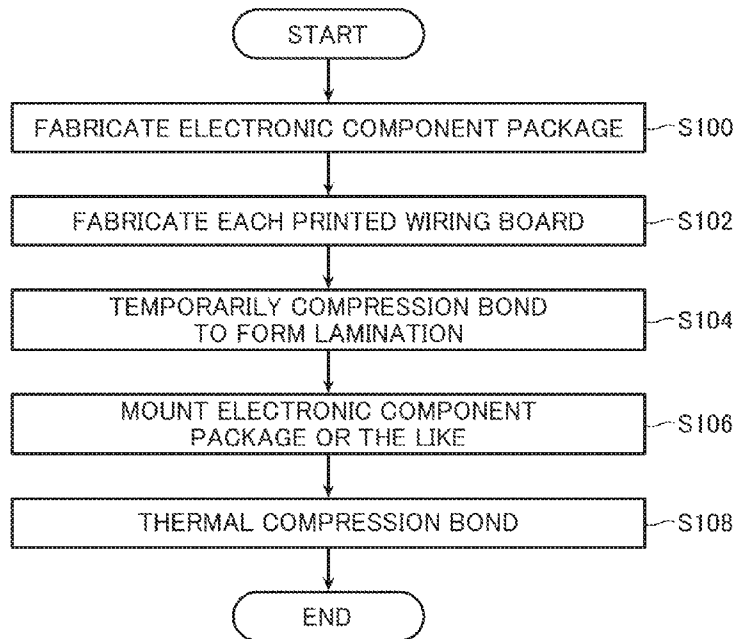 START
FABRICATE ELECTRONIC COMPONENT PACKAGE S100
FABRICATE EACH PRINTED WIRING BOARD S102
TEMPORARILY COMPRESSION BOND
TO FORM LAMINATION S104
MOUNT ELECTRONIC COMPONENT
PACKAGE OR THE LIKE S106
THERMAL COMPRESSION BOND S108
END